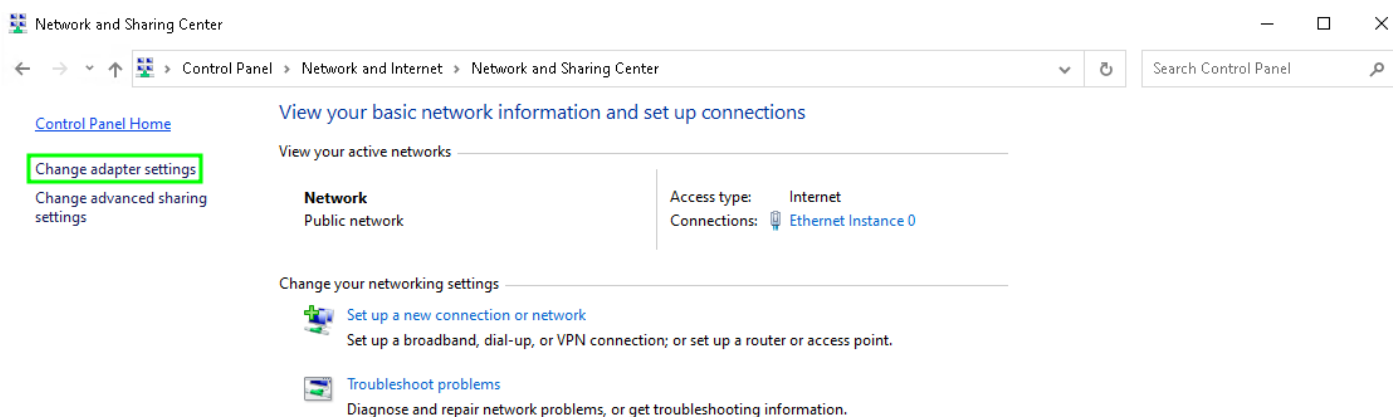 Network and Sharing Center
Control Panel > Network and Internet > Network and Sharing Center
Search Control Panel
Control Panel Home
Change adapter settings
Change advanced sharing
settings
View your basic network information and set up connections
View your active networks
Network
Public network
Access type: Internet
Connections: Ethernet Instance 0
Change your networking settings
Set up a new connection or network
Set up a broadband, dial-up, or VPN connection; or set up a router or access point.
Troubleshoot problems
Diagnose and repair network problems, or get troubleshooting information.